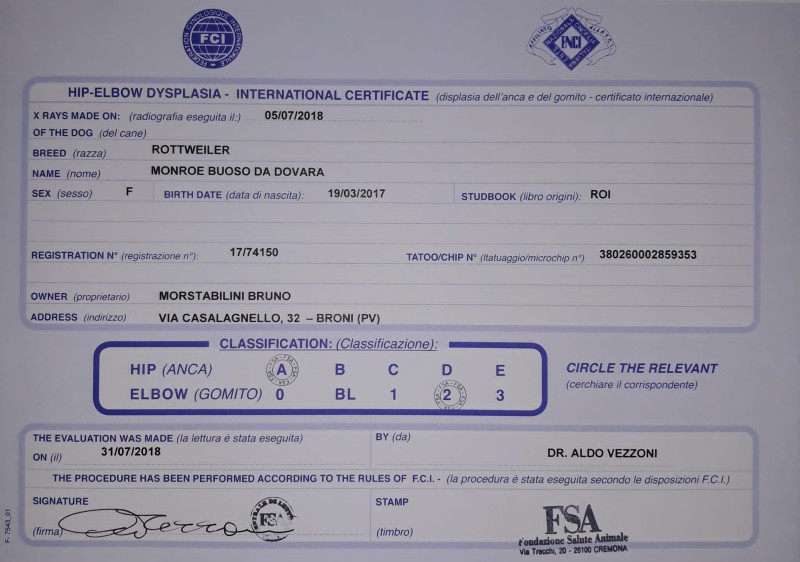 FEDERATION CYNOLOGIQUE INTERNATIONALE
FCI
AFFILIATO ALLA F.C.I.
ENCI
HIP-ELBOW DYSPLASIA - INTERNATIONAL CERTIFICATE (displasia dell'anca e del gomito - certificato internazionale)
X RAYS MADE ON: (radiografia eseguita il:) 05/07/2018
OF THE DOG (del cane)
BREED (razza) ROTTWEILER
NAME (nome) MONROE BUOSO DA DOVARA
SEX (sesso) F BIRTH DATE (data di nascita): 19/03/2017 STUDBOOK (libro origini): ROI
REGISTRATION N° (registrazione n°): 17/74150 TATOO/CHIP N° (ltatuaggio/microchip n°) 380260002859353
OWNER (proprietario) MORSTABILINI BRUNO
ADDRESS (indirizzo) VIA CASALAGNELLO, 32 – BRONI (PV)
CLASSIFICATION: (Classificazione):
HIP (ANCA) A B C D E
ELBOW (GOMITO) 0 BL 1 2 3
CIRCLE THE RELEVANT
(cerchiare il corrispondente)
THE EVALUATION WAS MADE (la lettura è stata eseguita)
ON (il) 31/07/2018
BY (da)
DR. ALDO VEZZONI
THE PROCEDURE HAS BEEN PERFORMED ACCORDING TO THE RULES OF F.C.I. - (la procedura è stata eseguita secondo le disposizioni F.C.I.)
SIGNATURE
(firma)
FSA
STAMP
(timbro)
FSA
Fondazione Salute Animale
Via Trecchi, 20 - 26100 CREMONA
F- 7543_01